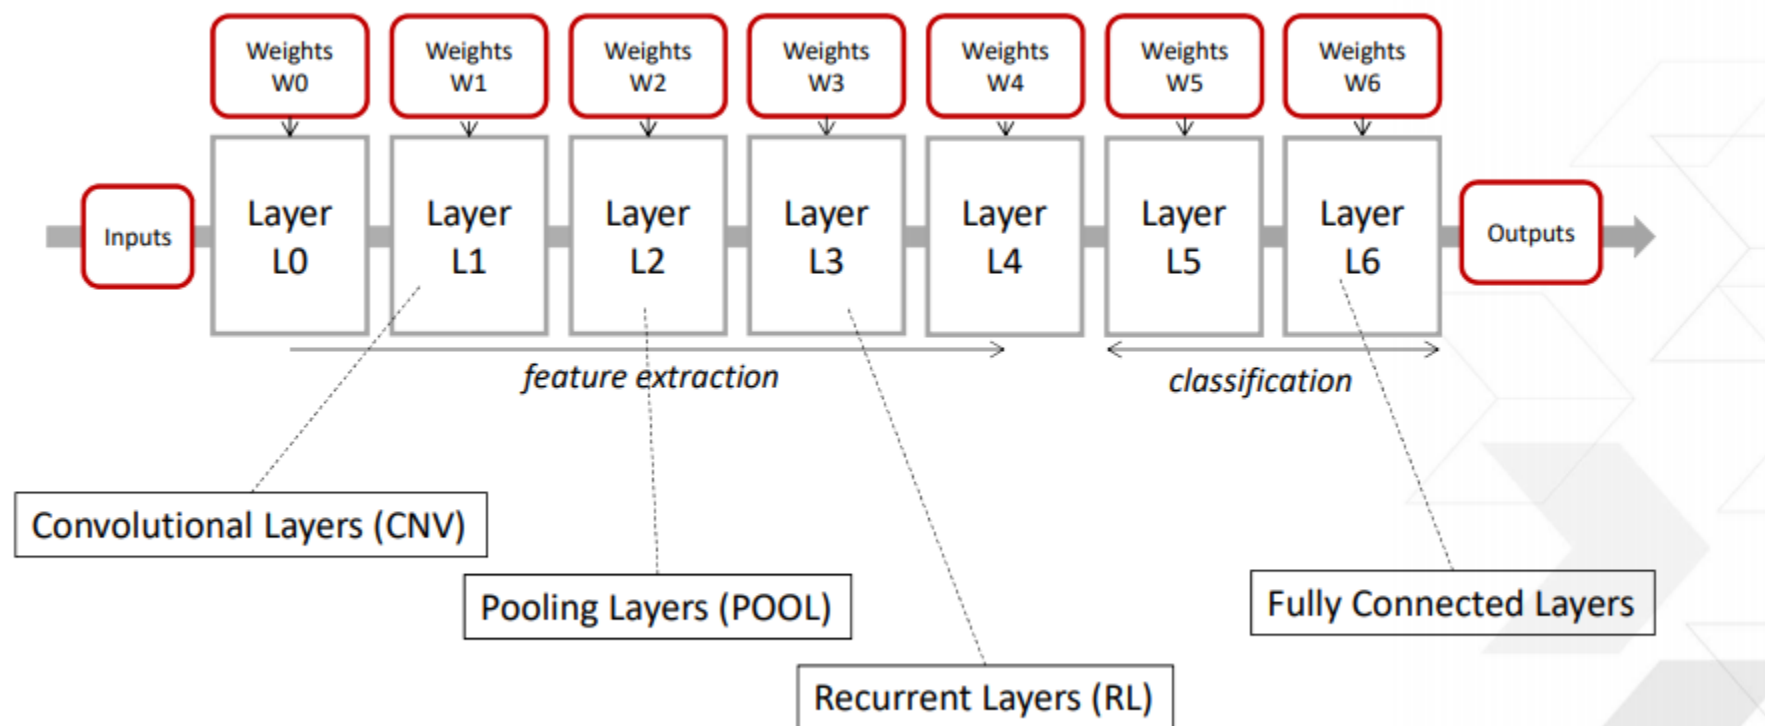 Weights
W0
Weights
W1
Weights
W2
Weights
W3
Weights
W4
Weights
W5
Weights
W6
Inputs
Layer
L0
Layer
L1
Layer
L2
Layer
L3
Layer
L4
Layer
L5
Layer
L6
Outputs
feature extraction
classification
Convolutional Layers (CNV)
Pooling Layers (POOL)
Recurrent Layers (RL)
Fully Connected Layers